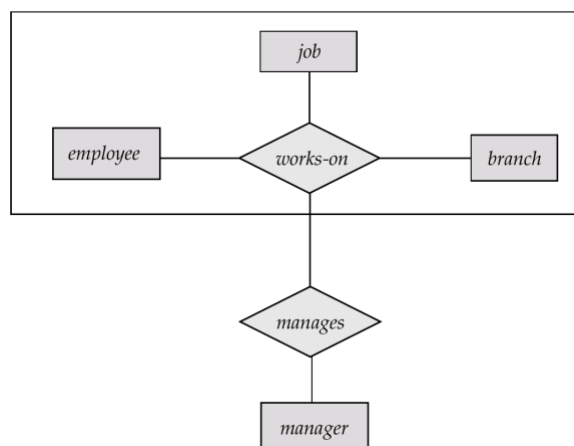 job
employee
works-on
branch
manages
manager